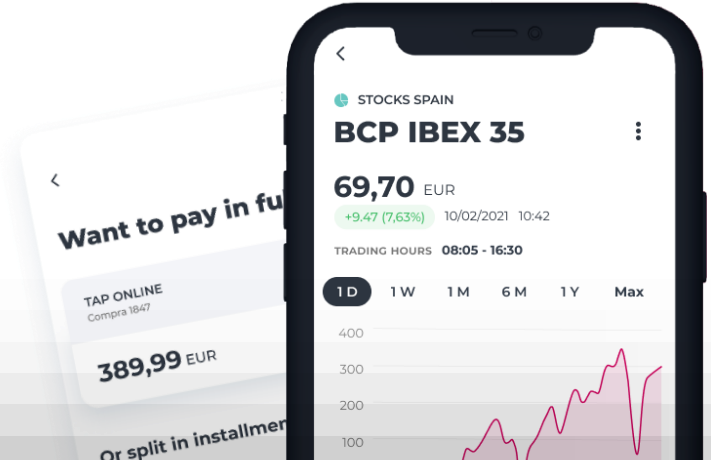 STOCKS SPAIN
BCP IBEX 35
69,70 EUR
+9.47 (7,63%) 10/02/2021 10:42
TRADING HOURS 08:05 - 16:30
1 D 1 W 1 M 6 M 1 Y Max
400
300
200
100
Want to pay in
TAP ONLINE
Compra 1847
389,99 EUR
Or split in